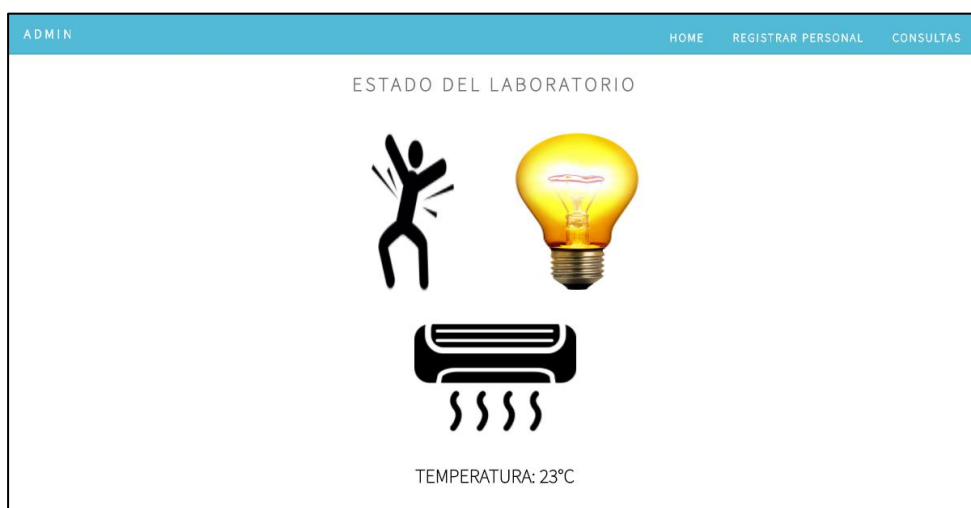 ADMIN
HOME REGISTRAR PERSONAL CONSULTAS
ESTADO DEL LABORATORIO
TEMPERATURA: 23°C